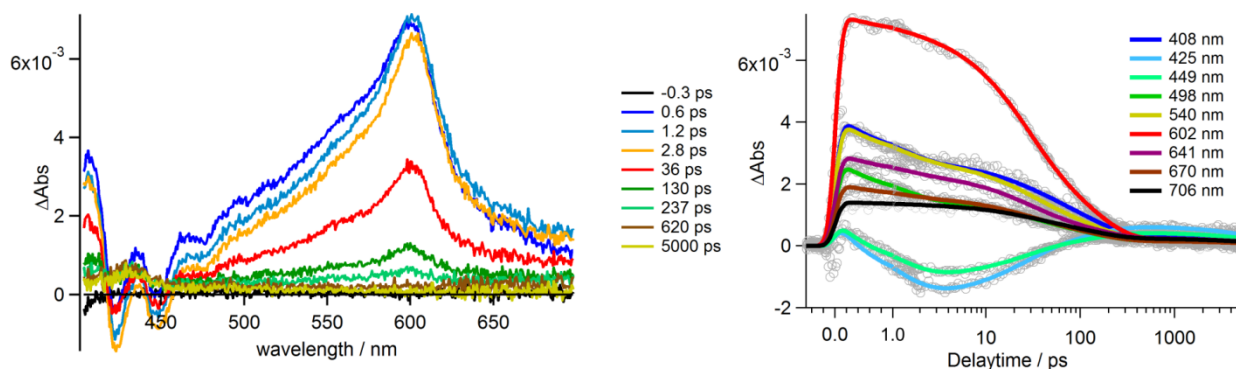 6x10⁻³
4
2
0
ΔAbs
450
500
550
600
650
wavelength / nm
-0.3 ps
0.6 ps
1.2 ps
2.8 ps
36 ps
130 ps
237 ps
620 ps
5000 ps
6x10⁻³
4
2
0
-2
ΔAbs
0.0
1.0
10
100
1000
Delaytime / ps
408 nm
425 nm
449 nm
498 nm
540 nm
602 nm
641 nm
670 nm
706 nm